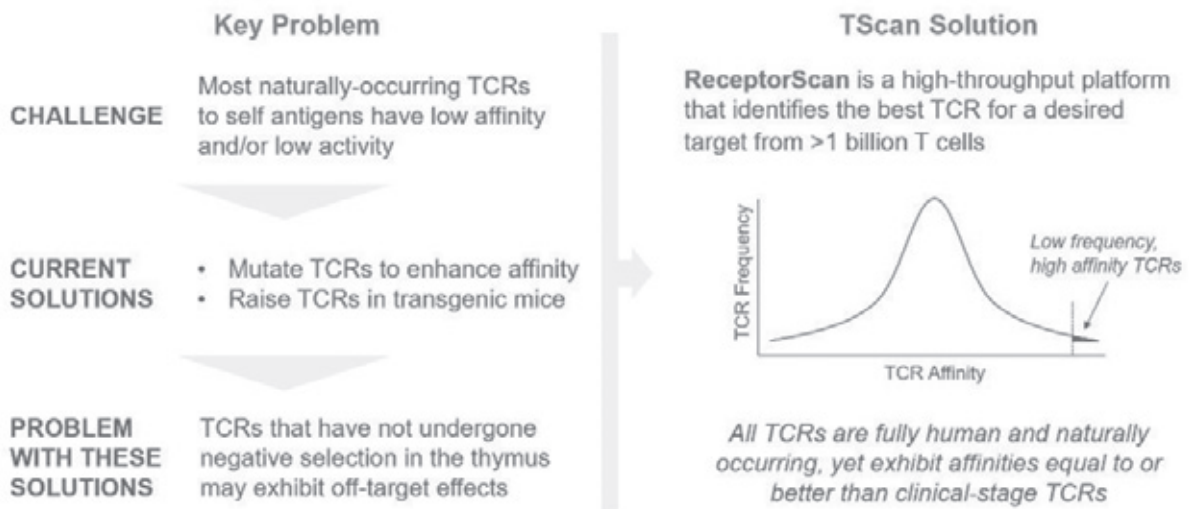 Key Problem
CHALLENGE
Most naturally-occurring TCRs
to self antigens have low affinity
and/or low activity
CURRENT
SOLUTIONS
• Mutate TCRs to enhance affinity
• Raise TCRs in transgenic mice
PROBLEM
WITH THESE
SOLUTIONS
TCRs that have not undergone
negative selection in the thymus
may exhibit off-target effects
TScan Solution
ReceptorScan is a high-throughput platform
that identifies the best TCR for a desired
target from >1 billion T cells
TCR Frequency
Low frequency,
high affinity TCRs
TCR Affinity
All TCRs are fully human and naturally
occurring, yet exhibit affinities equal to or
better than clinical-stage TCRs